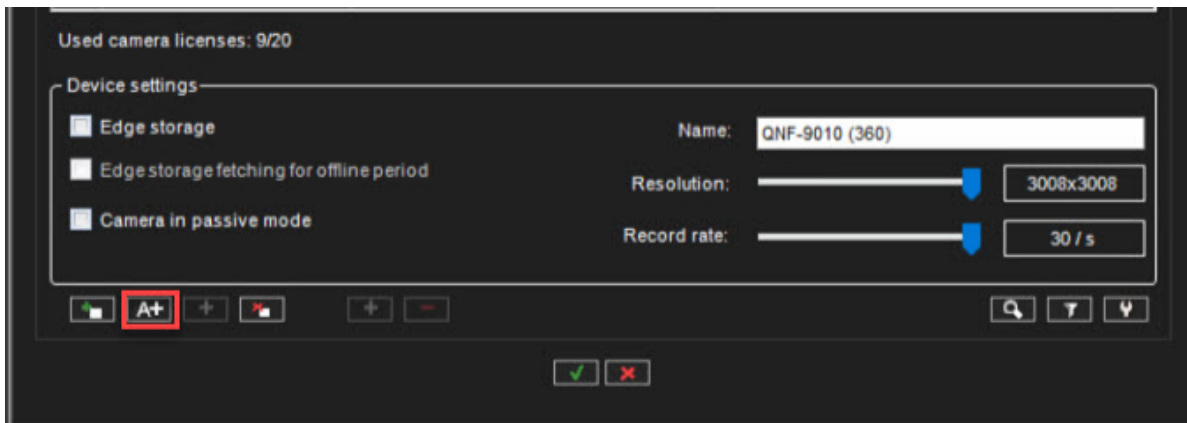 Used camera licenses: 9/20
Device settings
Edge storage
Name: QNF-9010 (360)
Edge storage fetching for offline period
Resolution: 3008x3008
Camera in passive mode
Record rate: 30 / s
A+